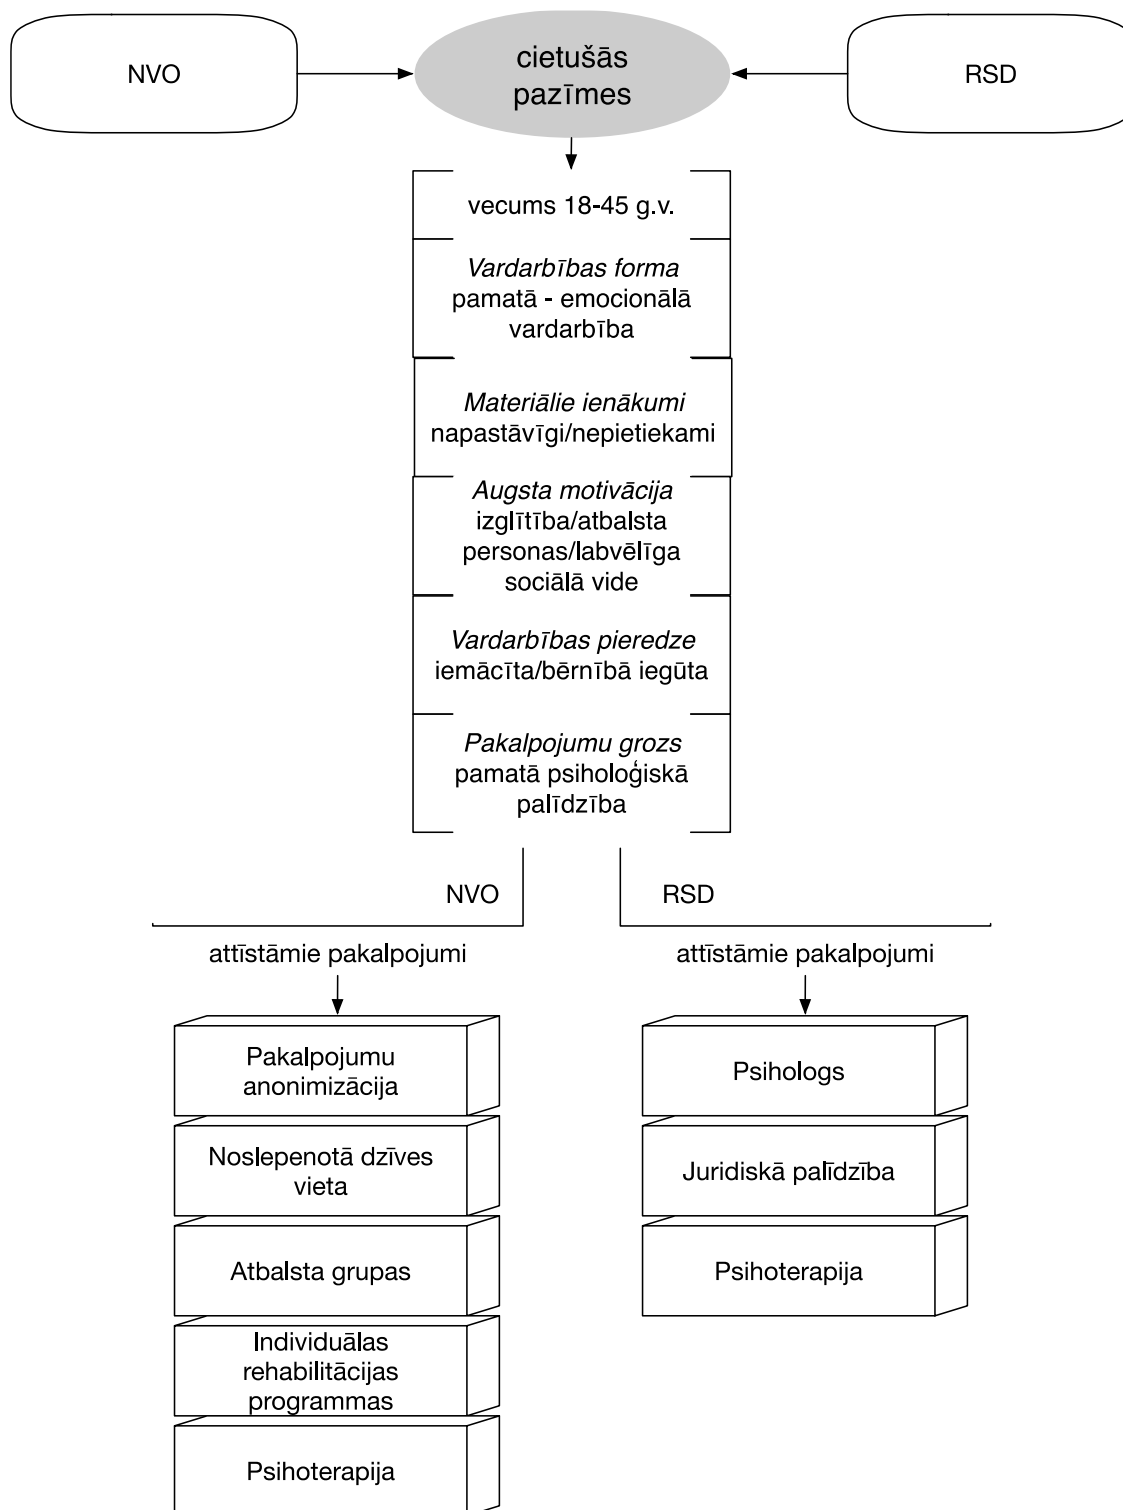 NVO
cietušās
pazīmes
RSD
vecums 18-45 g.v.
Vardarbības forma
pamatā - emocionālā
vardarbība
Materiālie ienākumi
napastāvīgi/nepietiekami
Augsta motivācija
izglītība/atbalsta
personas/labvēlīga
sociālā vide
Vardarbības pieredze
iemācīta/bērnībā iegūta
Pakalpojumu grozs
pamatā psiholoģiskā
palīdzība
NVO
RSD
attīstāmie pakalpojumi
attīstāmie pakalpojumi
Pakalpojumu
anonimizācija
Noslepenotā dzīves
vieta
Atbalsta grupas
Individuālas
rehabilitācijas
programmas
Psihoterapija
Psihologs
Juridiskā palīdzība
Psihoterapija